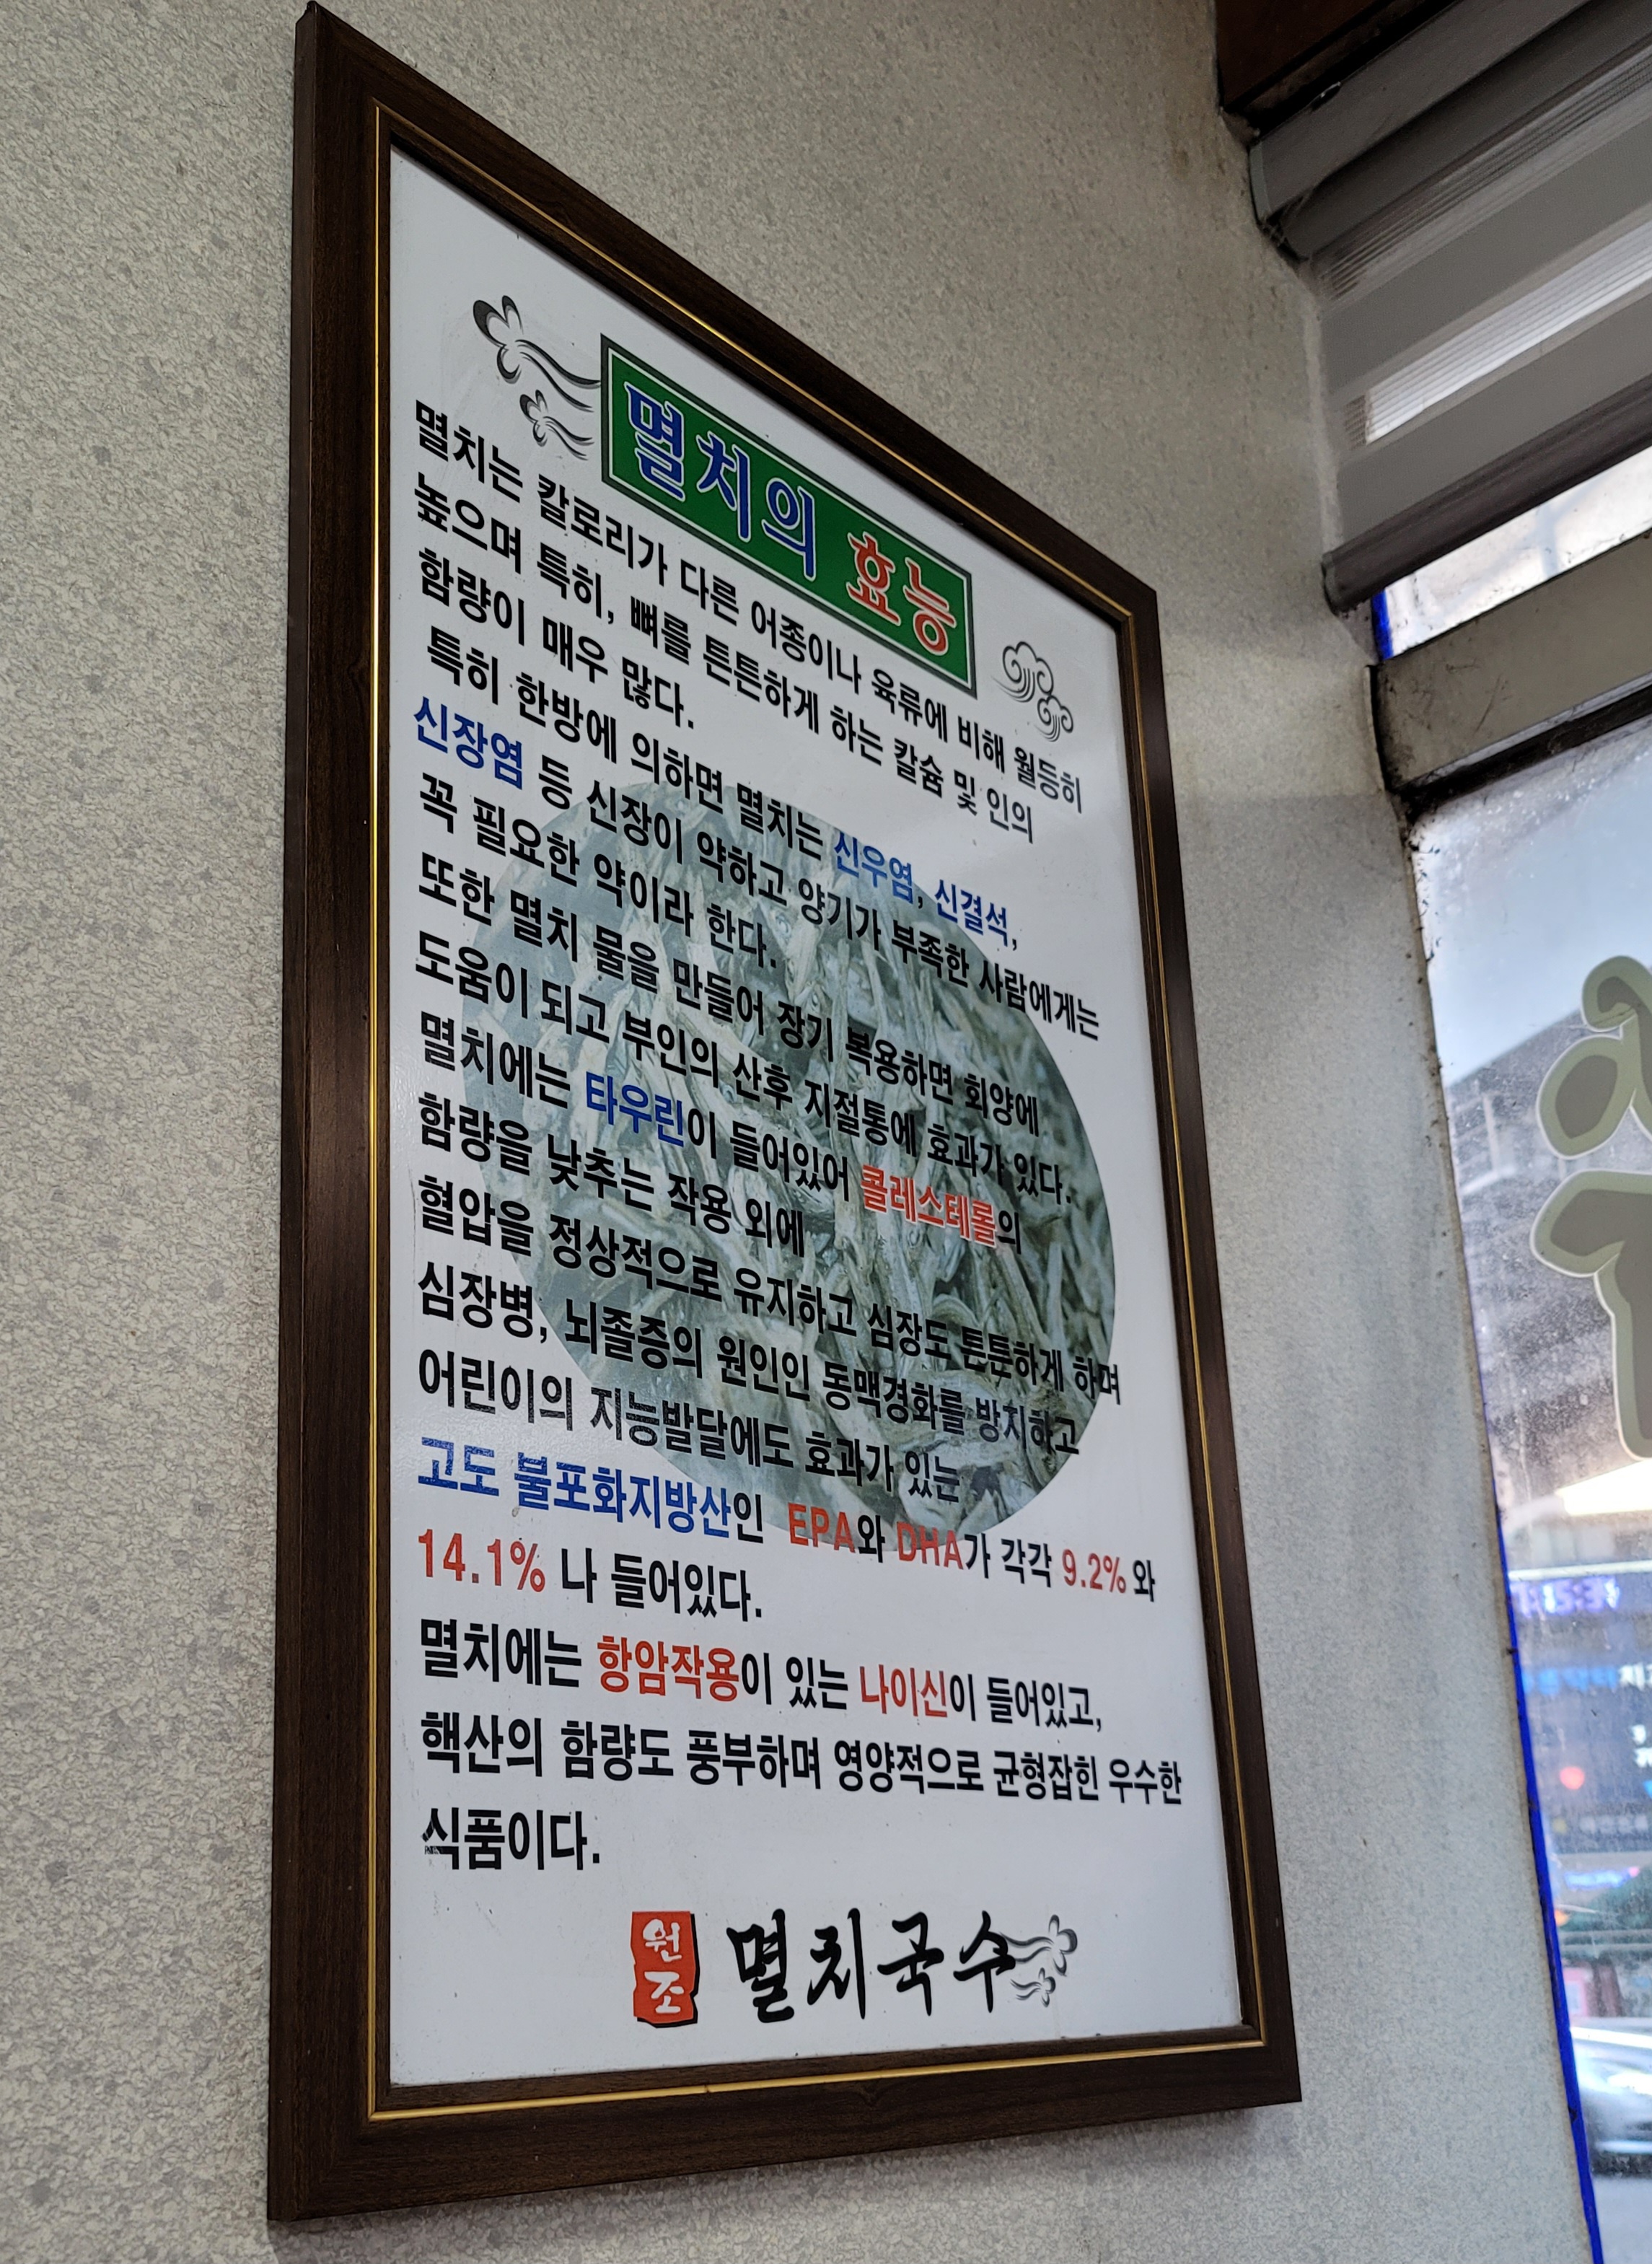 멸치의 효능
멸치는 칼로리가 다른 어종이나 육류에 비해 월등히
높으며 특히, 뼈를 튼튼하게 하는 칼슘 및 인의
함량이 매우 많다.
특히 한방에 의하면 멸치는 신우염, 신결석,
신장염 등 신장이 약하고 양기가 부족한 사람에게는
꼭 필요한 약이라 한다.
또한 멸치 물을 만들어 장기 복용하면 회양에
도움이 되고 부인의 산후 지절통에 효과가 있다.
멸치에는 타우린이 들어있어 콜레스테롤의
함량을 낮추는 작용 외에
혈압을 정상적으로 유지하고 심장도 튼튼하게 하며
심장병, 뇌졸증의 원인인 동맥경화를 방지하고
어린이의 지능발달에도 효과가 있는
고도 불포화지방산인 EPA와 DHA가 각각 9.2% 와
14.1% 나 들어있다.
멸치에는 항암작용이 있는 나이신이 들어있고,
핵산의 함량도 풍부하며 영양적으로 균형잡힌 우수한
식품이다.
원조 멸치국수